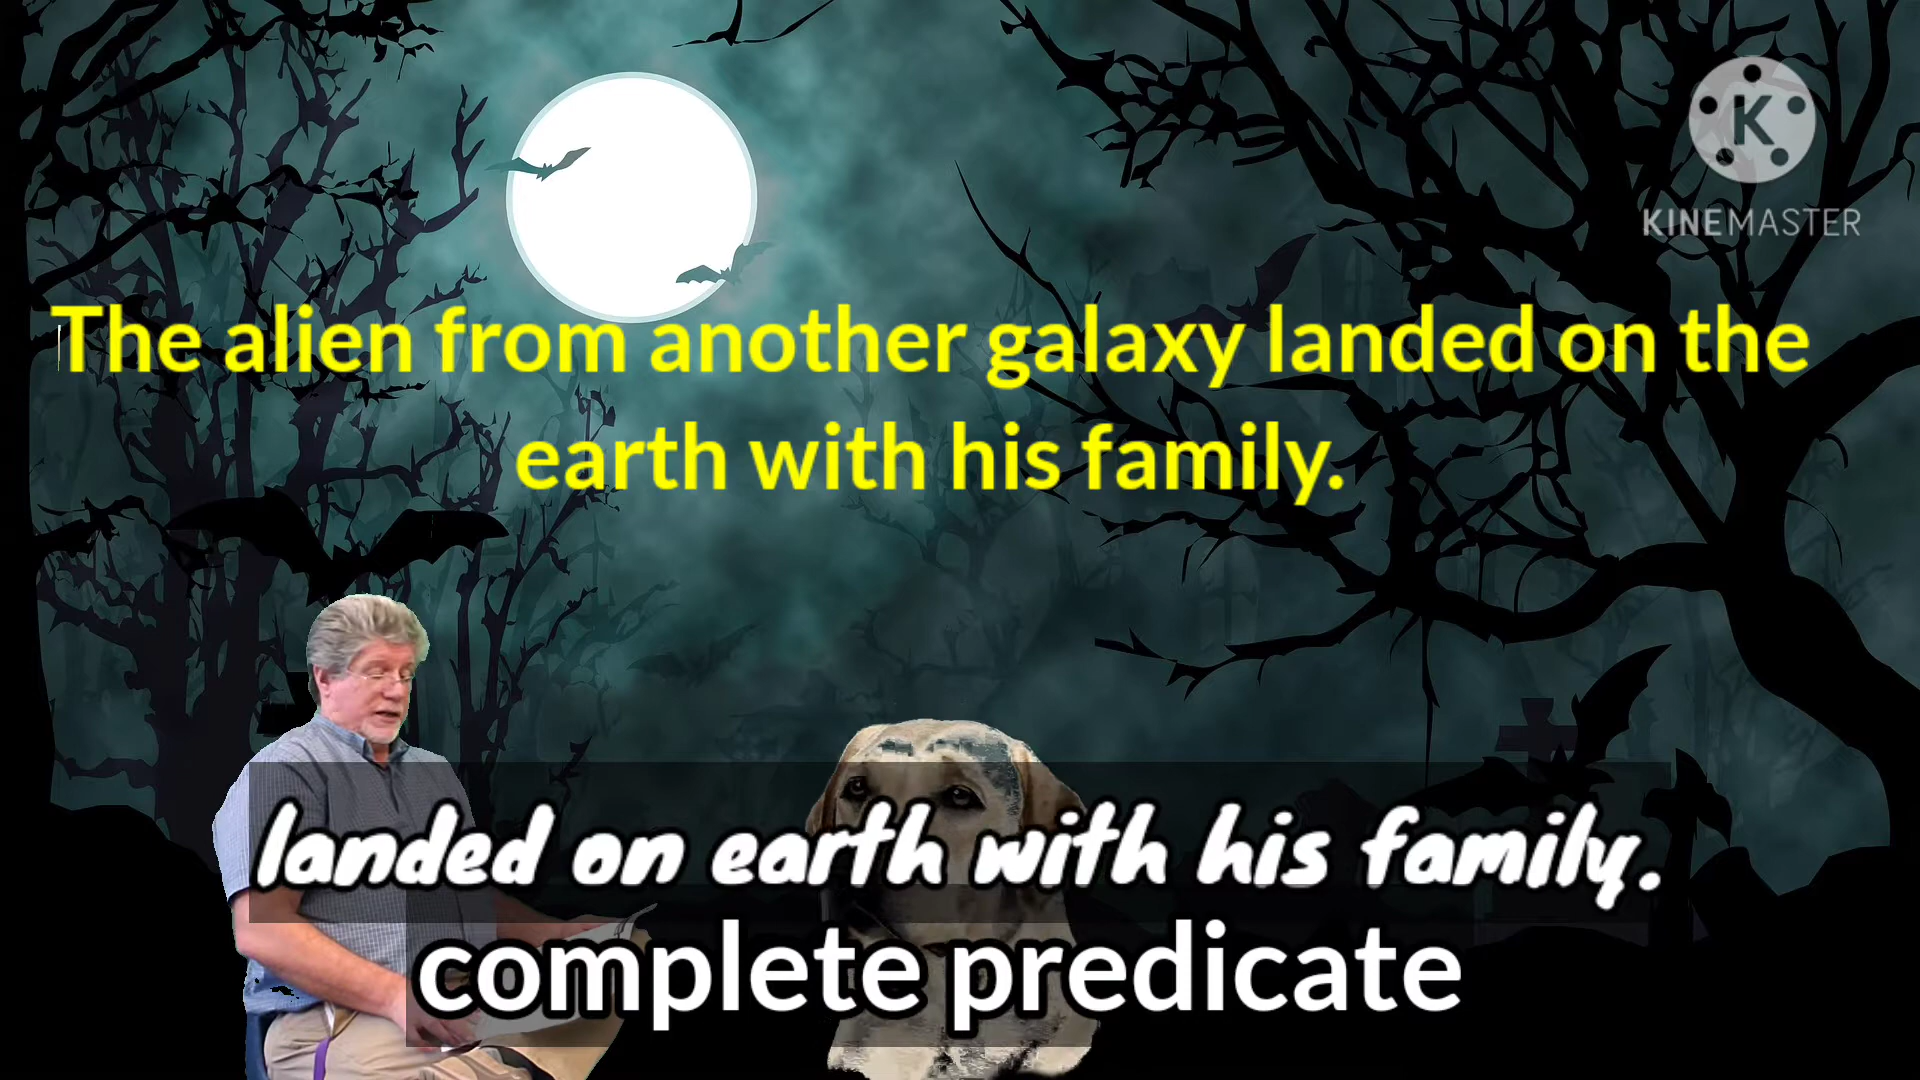 KINEMASTER
The alien from another galaxy landed on the
earth with his family.
landed on earth with his family.
complete predicate